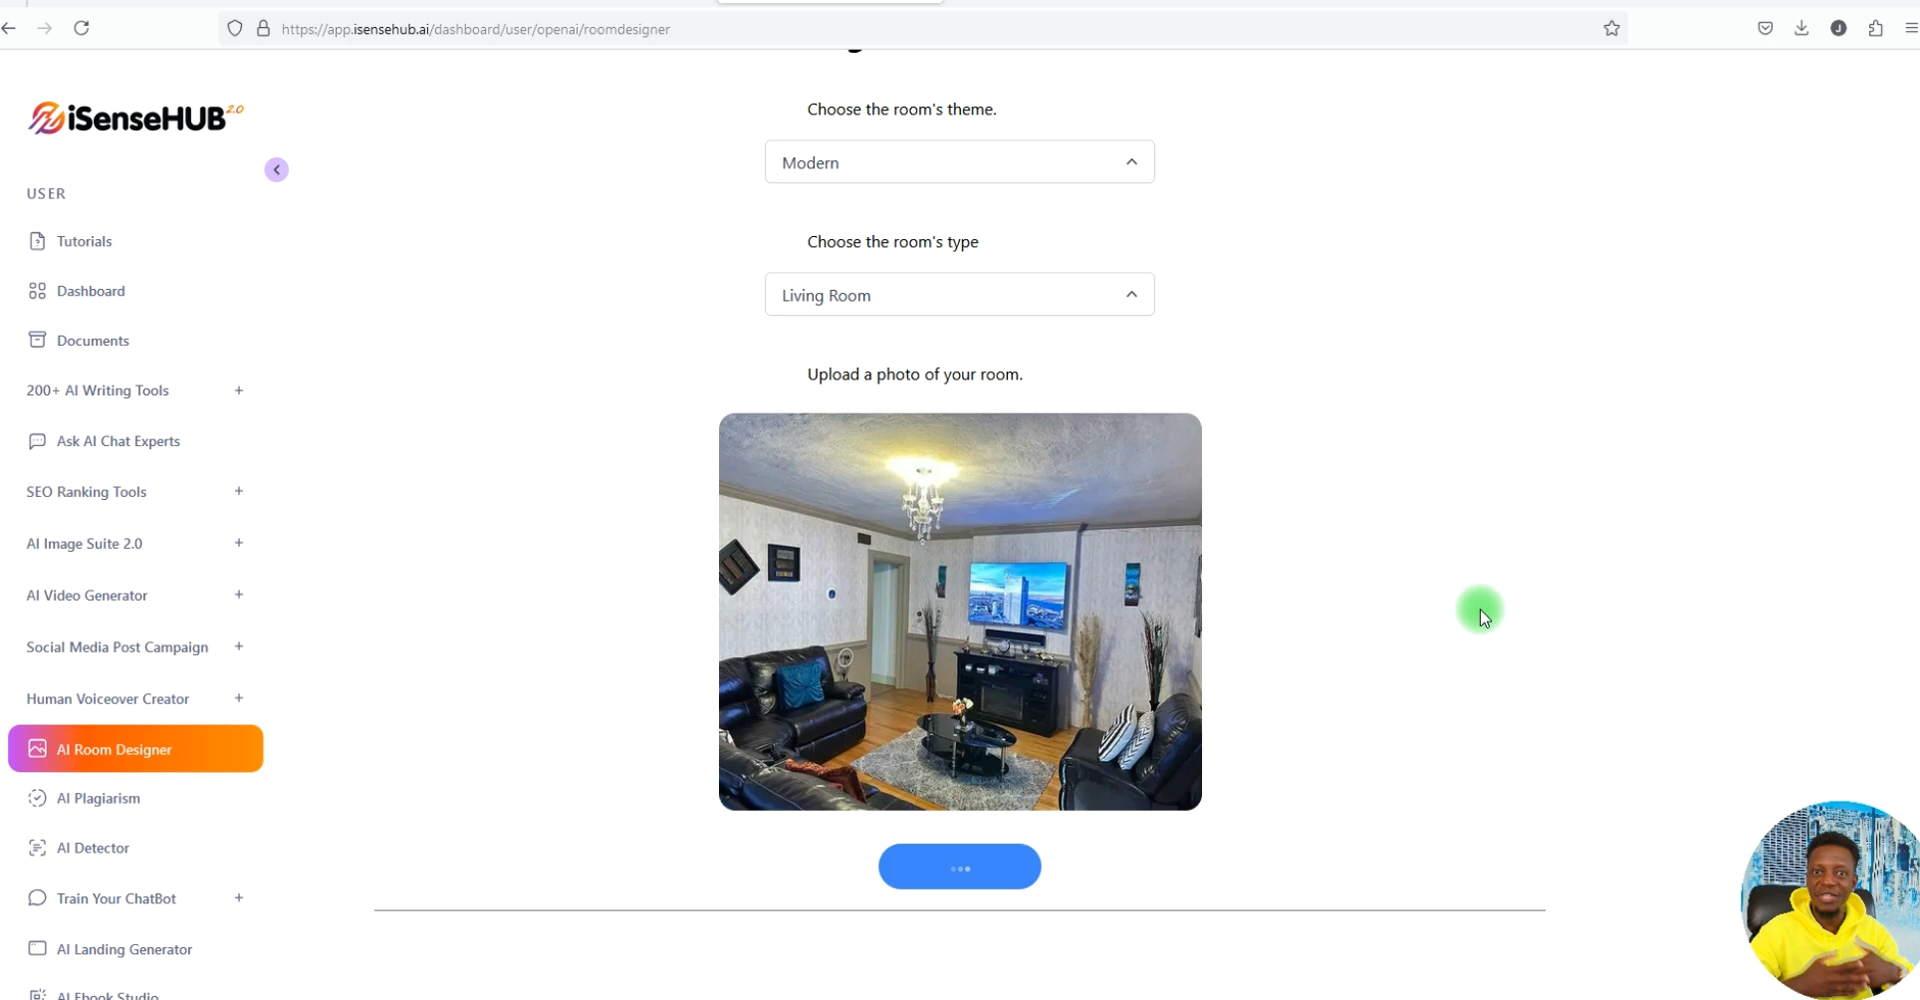 https://app.isensehub.ai/dashboard/user/openai/roomdesigner
J
iSenseHUB 2.0
USER
Tutorials
Dashboard
Documents
200+ AI Writing Tools +
Ask AI Chat Experts
SEO Ranking Tools +
AI Image Suite 2.0 +
AI Video Generator +
Social Media Post Campaign +
Human Voiceover Creator +
AI Room Designer
AI Plagiarism
AI Detector
Train Your ChatBot +
AI Landing Generator
AI Ebook Studio
Choose the room's theme.
Modern
Choose the room's type
Living Room
Upload a photo of your room.